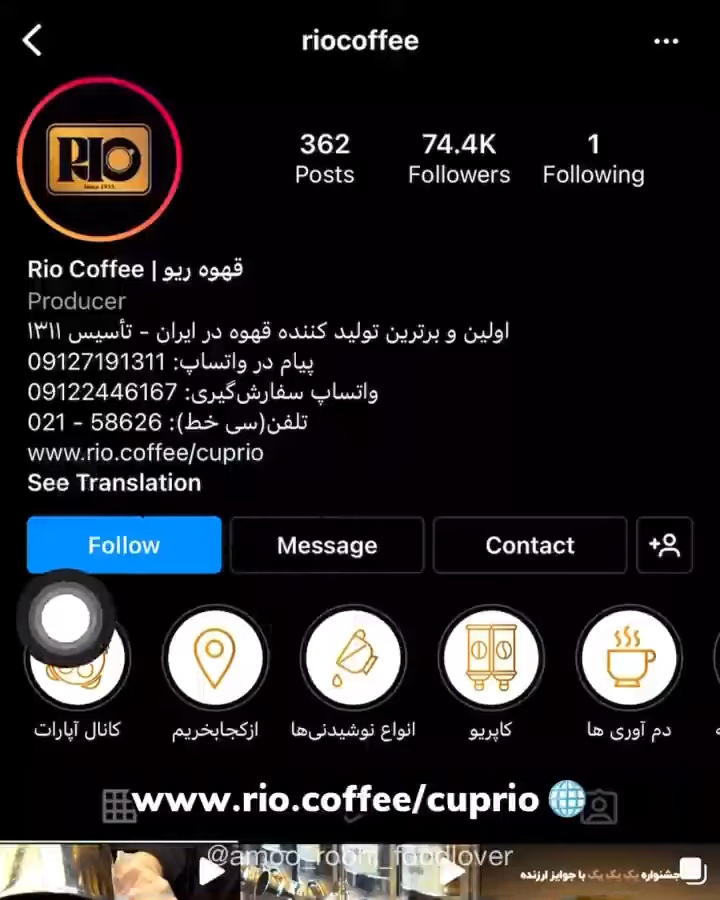 riocoffee
RIO
Since 1933
362
Posts
74.4K
Followers
1
Following
Rio Coffee | قهوه ریو
Producer
اولین و برترین تولید کننده قهوه در ایران - تأسیس ۱۳۱۱
پیام در واتساپ: 09127191311
واتساپ سفارش‌گیری: 09122446167
تلفن(سی خط): 58626 - 021
www.rio.coffee/cuprio
See Translation
Follow
Message
Contact
کانال آپارات
ازکجابخریم
انواع نوشیدنی‌ها
کاپریو
دم آوری ها
www.rio.coffee/cuprio 🌐
@amoo_roohi_foodlover
جشنواره یک یک یک با جوایز ارزنده